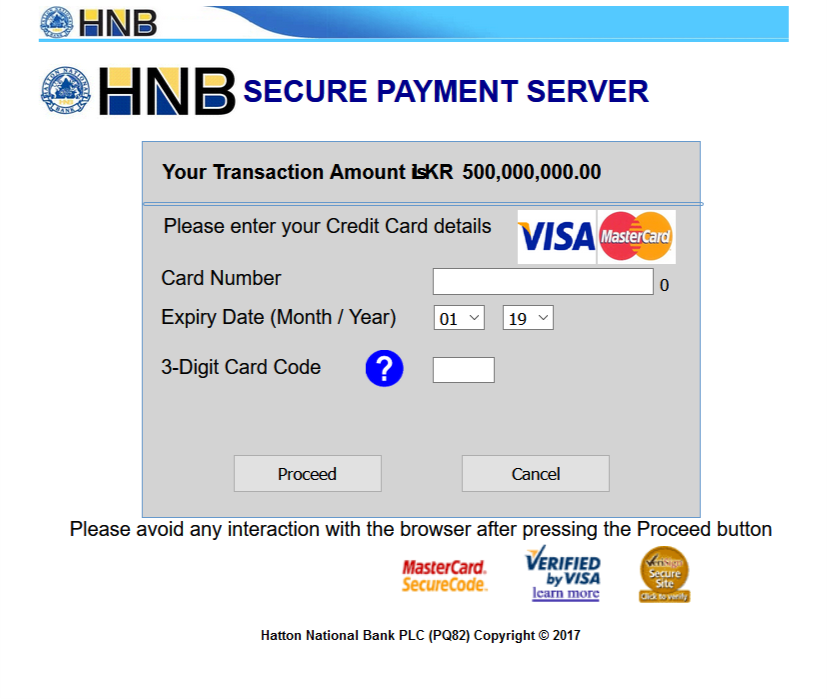 HNB
HATTON NATIONAL BANK HNB SECURE PAYMENT SERVER
Your Transaction Amount is LKR 500,000,000.00
Please enter your Credit Card details VISA MasterCard
Card Number 0
Expiry Date (Month / Year) 01 19
3-Digit Card Code ?
Proceed Cancel
Please avoid any interaction with the browser after pressing the Proceed button
MasterCard. SecureCode.
VERIFIED by VISA learn more
VeriSign Secure Site Click to verify
Hatton National Bank PLC (PQ82) Copyright © 2017